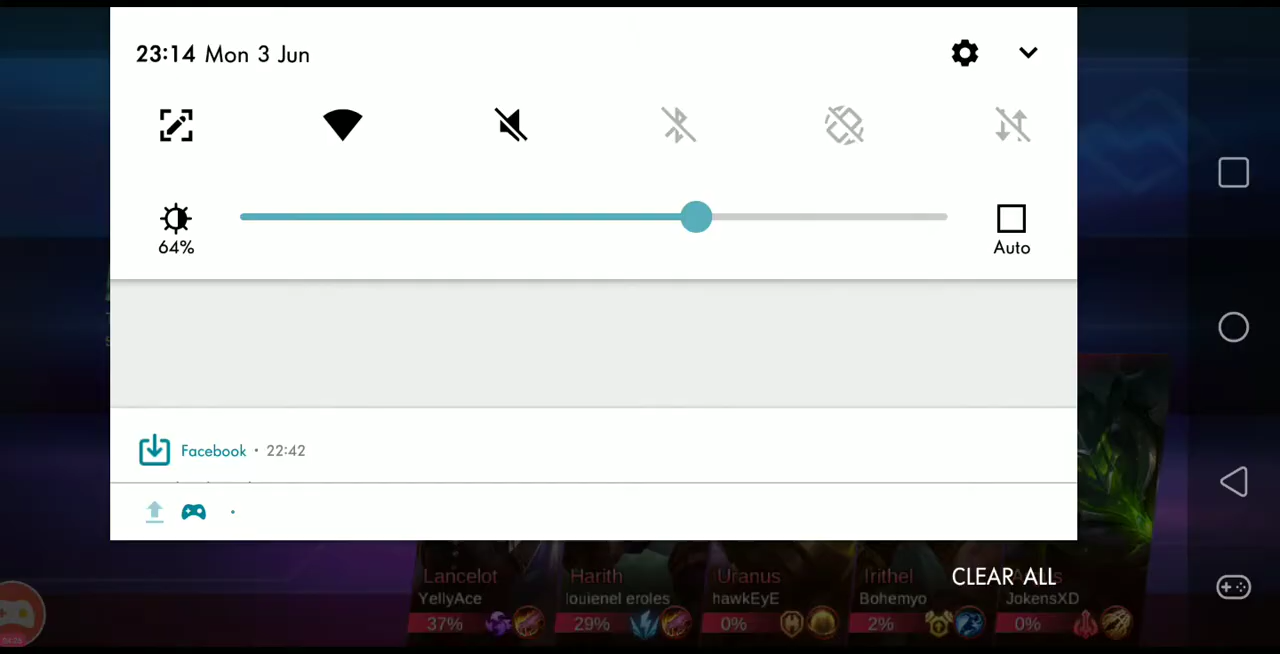 23:14 Mon 3 Jun
64%
Auto
Facebook • 22:42
CLEAR ALL
Lancelot Harith Uranus Irithel
YellyAce louienel eroles hawkEyE Bohemyo JokensXD
37% 29% 0% 2% 0%